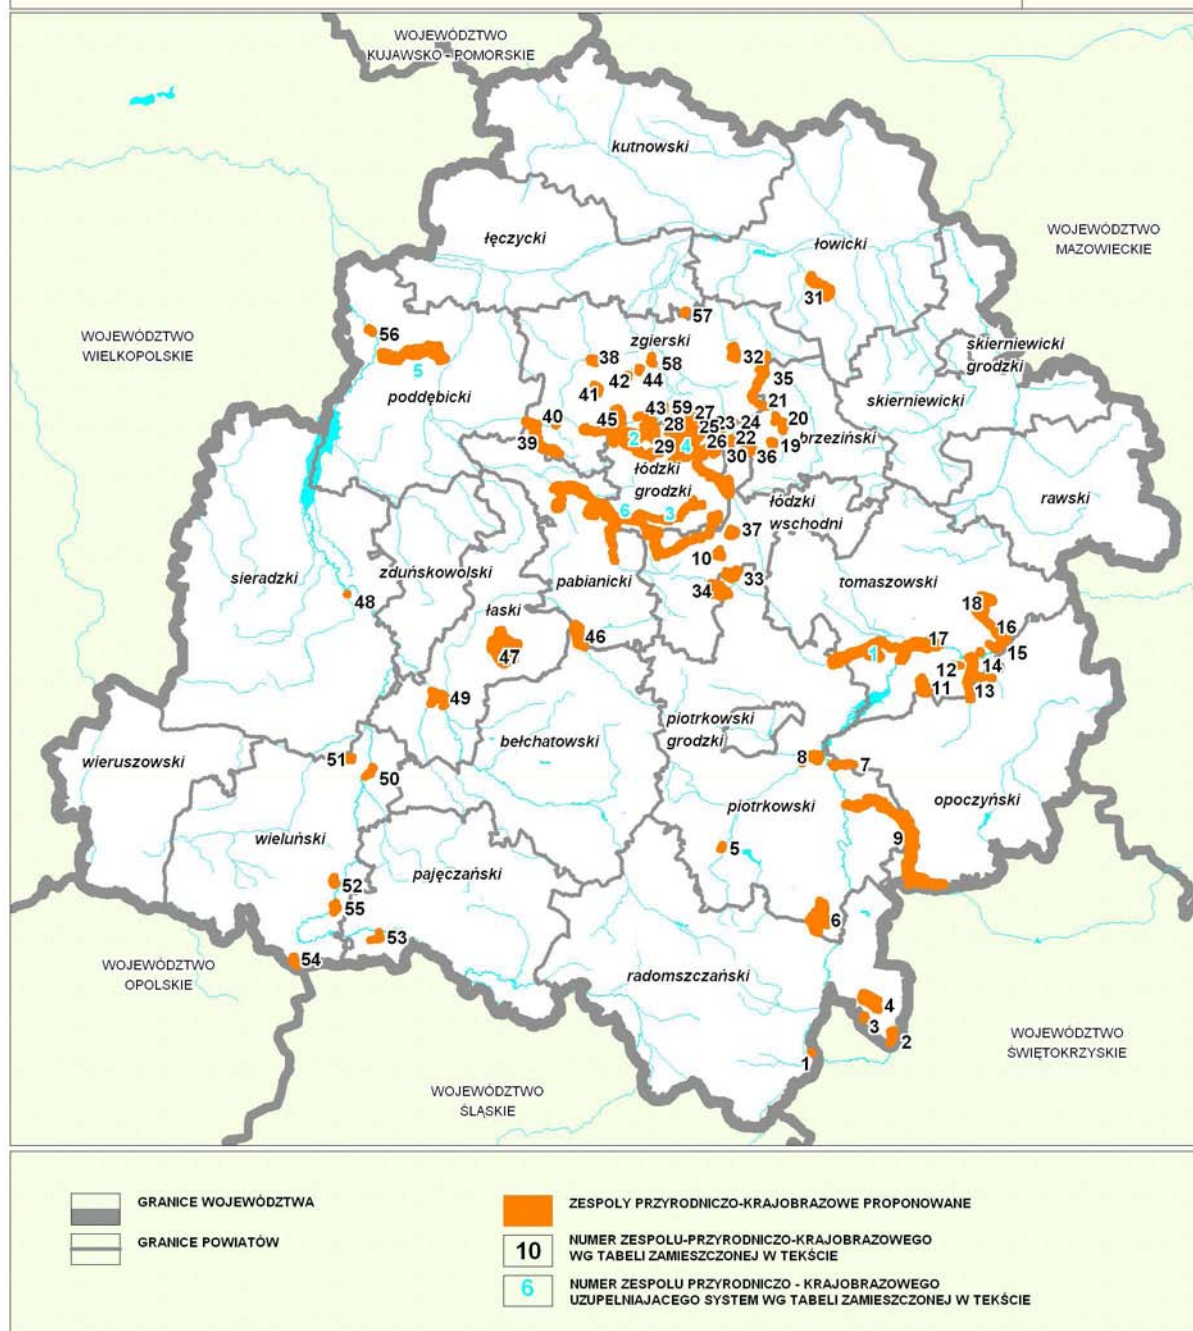 WOJEWÓDZTWO
KUJAWSKO - POMORSKIE
kutnowski
WOJEWÓDZTWO
MAZOWIECKIE
łęczycki
łowicki
31
57
WOJEWÓDZTWO
WIELKOPOLSKIE
56
zgierski
skierniewicki
grodzki
5
38
58
32
42
44
35
poddębicki
41
21
skierniewicki
40
45
43
59
27
20
28
25
23
24
39
2
29
4
26
22
19
brzeziński
30
36
łódzki
grodzki
łódzki
wschodni
rawski
6
3
37
10
sieradzki
zduńskowolski
pabianicki
33
tomaszowski
48
34
łaski
18
46
16
47
1
17
15
12
14
11
13
49
piotrkowski
grodzki
bełchatowski
wieruszowski
51
8
7
50
piotrkowski
opoczyński
wieluński
9
5
pajęczański
52
55
6
53
54
WOJEWÓDZTWO
OPOLSKIE
radomszczański
4
3
2
1
WOJEWÓDZTWO
ŚWIĘTOKRZYSKIE
WOJEWÓDZTWO
ŚLĄSKIE
GRANICE WOJEWÓDZTWA
GRANICE POWIATÓW
ZESPOLY PRZYRODNICZO-KRAJOBRAZOWE PROPONOWANE
10
NUMER ZESPOLU-PRZYRODNICZO-KRAJOBRAZOWEGO
WG TABELI ZAMIESZCZONEJ W TEKŚCIE
6
NUMER ZESPOLU PRZYRODNICZO - KRAJOBRAZOWEGO
UZUPELNIAJACEGO SYSTEM WG TABELI ZAMIESZCZONEJ W TEKŚCIE